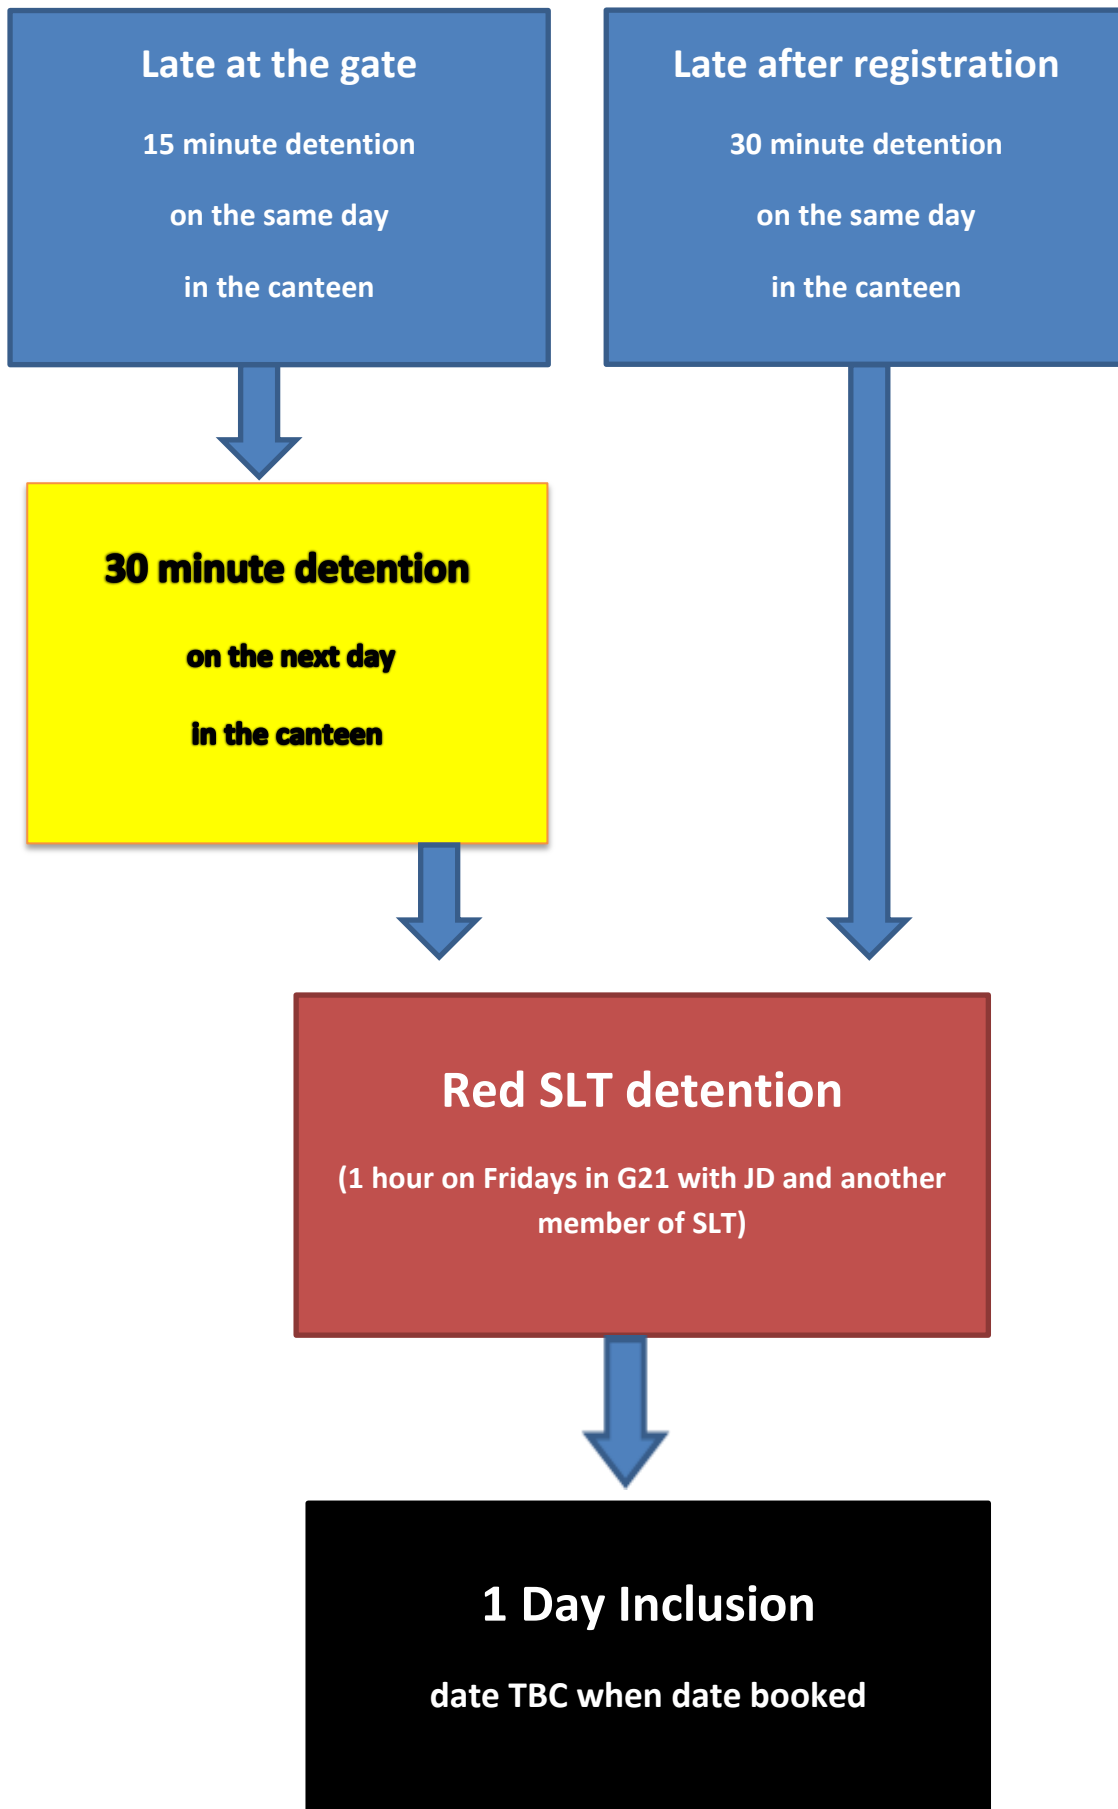 Late at the gate
15 minute detention
on the same day
in the canteen
Late after registration
30 minute detention
on the same day
in the canteen
30 minute detention
on the next day
in the canteen
Red SLT detention
(1 hour on Fridays in G21 with JD and another
member of SLT)
1 Day Inclusion
date TBC when date booked